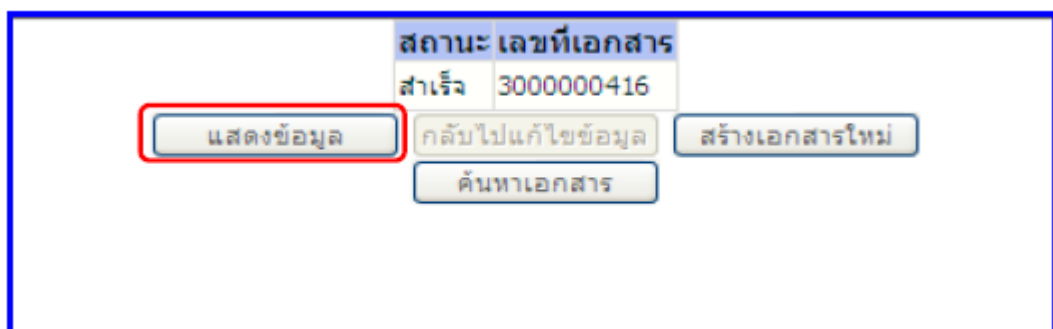 สถานะ เลขที่เอกสาร
สำเร็จ 3000000416
แสดงข้อมูล กลับไปแก้ไขข้อมูล สร้างเอกสารใหม่
ค้นหาเอกสาร